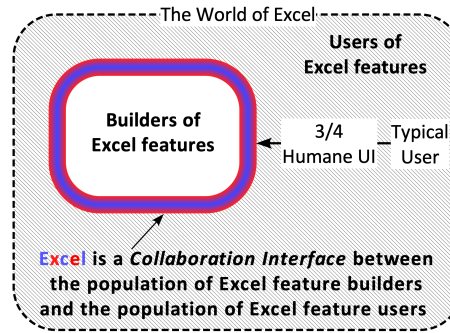 The World of Excel
Users of
Excel features
Builders of
Excel features
3/4
Humane UI
Typical
User
Excel is a Collaboration Interface between
the population of Excel feature builders
and the population of Excel feature users